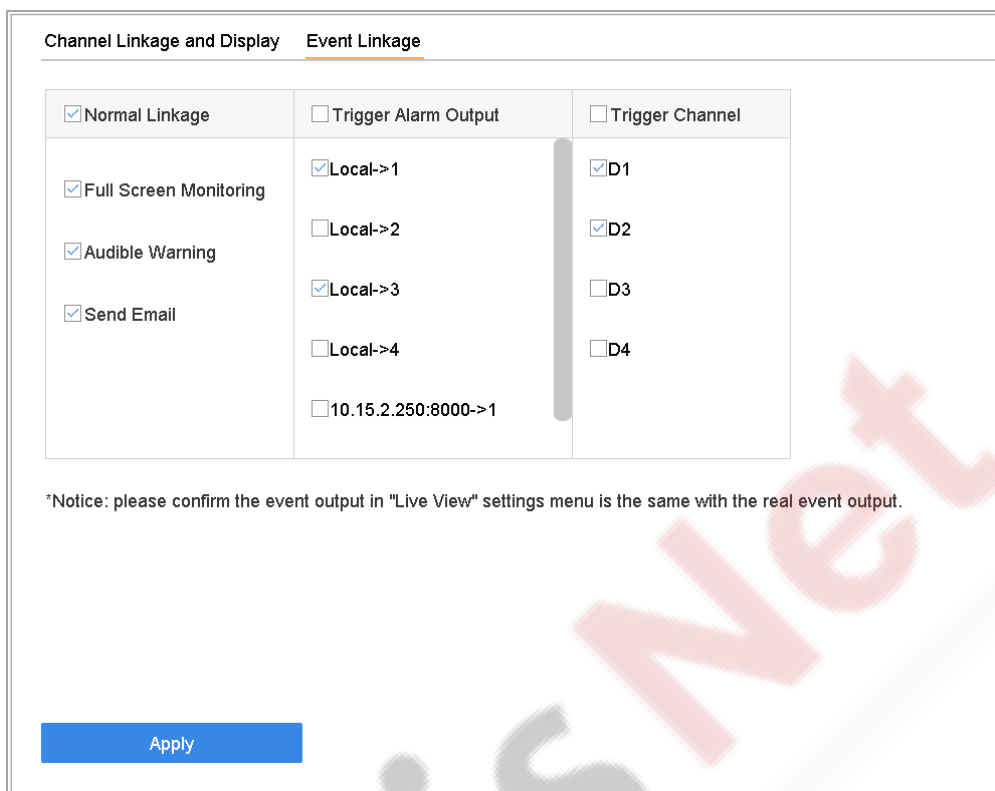 Channel Linkage and Display Event Linkage
Normal Linkage Trigger Alarm Output Trigger Channel
Local->1 D1
Full Screen Monitoring
Local->2 D2
Audible Warning
Local->3 D3
Send Email
Local->4 D4
10.15.2.250:8000->1
*Notice: please confirm the event output in "Live View" settings menu is the same with the real event output.
Apply
isNet